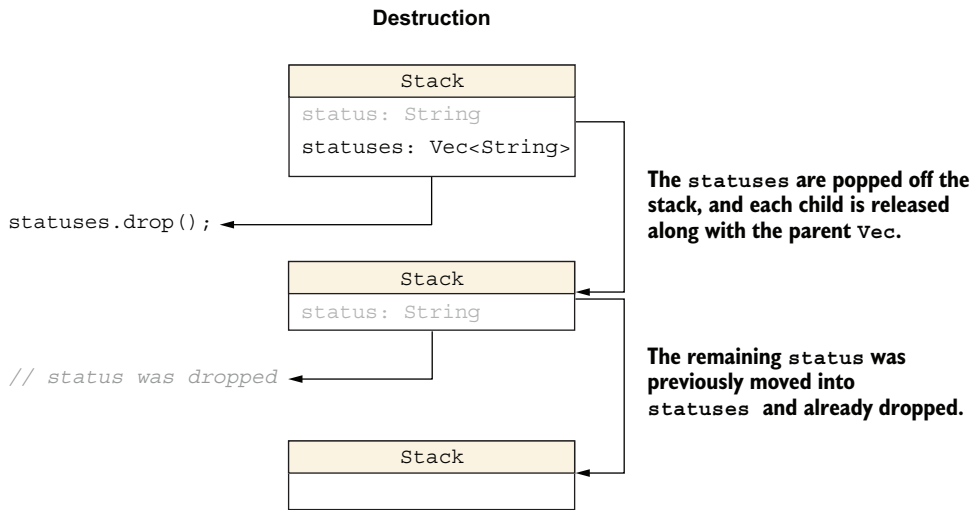 Destruction
Stack
status: String
statuses: Vec<String>
The statuses are popped off the
stack, and each child is released
along with the parent Vec.
statuses.drop();
Stack
status: String
// status was dropped
The remaining status was
previously moved into
statuses and already dropped.
Stack